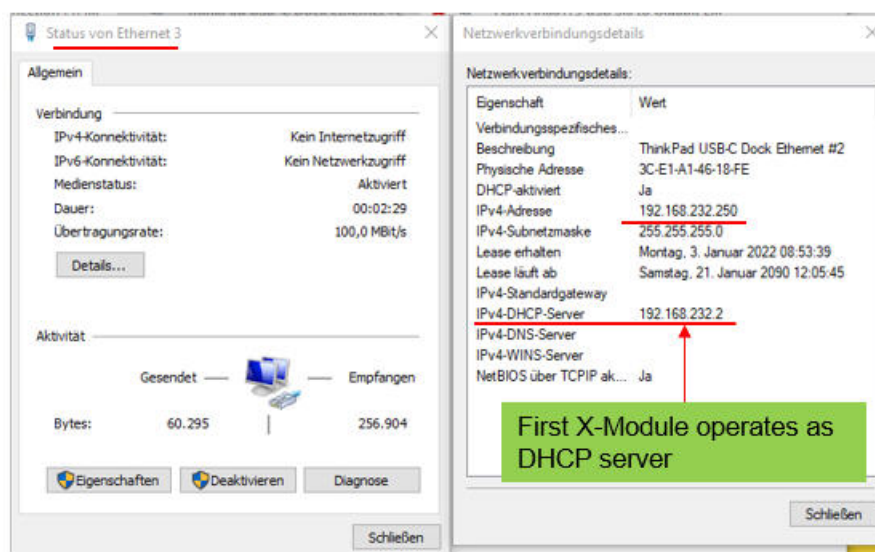 Status von Ethernet 3
Allgemein
Verbindung
IPv4-Konnektivität: Kein Internetzugriff
IPv6-Konnektivität: Kein Netzwerkzugriff
Medienstatus: Aktiviert
Dauer: 00:02:29
Übertragungsrate: 100,0 MBit/s
Details...
Aktivität
Gesendet — — Empfangen
Bytes: 60.295 256.904
Eigenschaften Deaktivieren Diagnose
Schließen
Netzwerkverbindungsdetails
Netzwerkverbindungsdetails:
Eigenschaft Wert
Verbindungsspezifisches...
Beschreibung ThinkPad USB-C Dock Ethernet #2
Physische Adresse 3C-E1-A1-46-18-FE
DHCP-aktiviert Ja
IPv4-Adresse 192.168.232.250
IPv4-Subnetzmaske 255.255.255.0
Lease erhalten Montag, 3. Januar 2022 08:53:39
Lease läuft ab Samstag, 21. Januar 2090 12:05:45
IPv4-Standardgateway
IPv4-DHCP-Server 192.168.232.2
IPv4-DNS-Server
IPv4-WINS-Server
NetBIOS über TCPIP ak... Ja
First X-Module operates as
DHCP server
Schließen